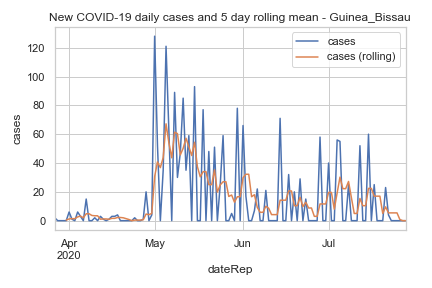 New COVID-19 daily cases and 5 day rolling mean - Guinea_Bissau
cases
cases (rolling)
120
100
80
60
40
20
0
cases
Apr
2020
May
Jun
Jul
dateRep